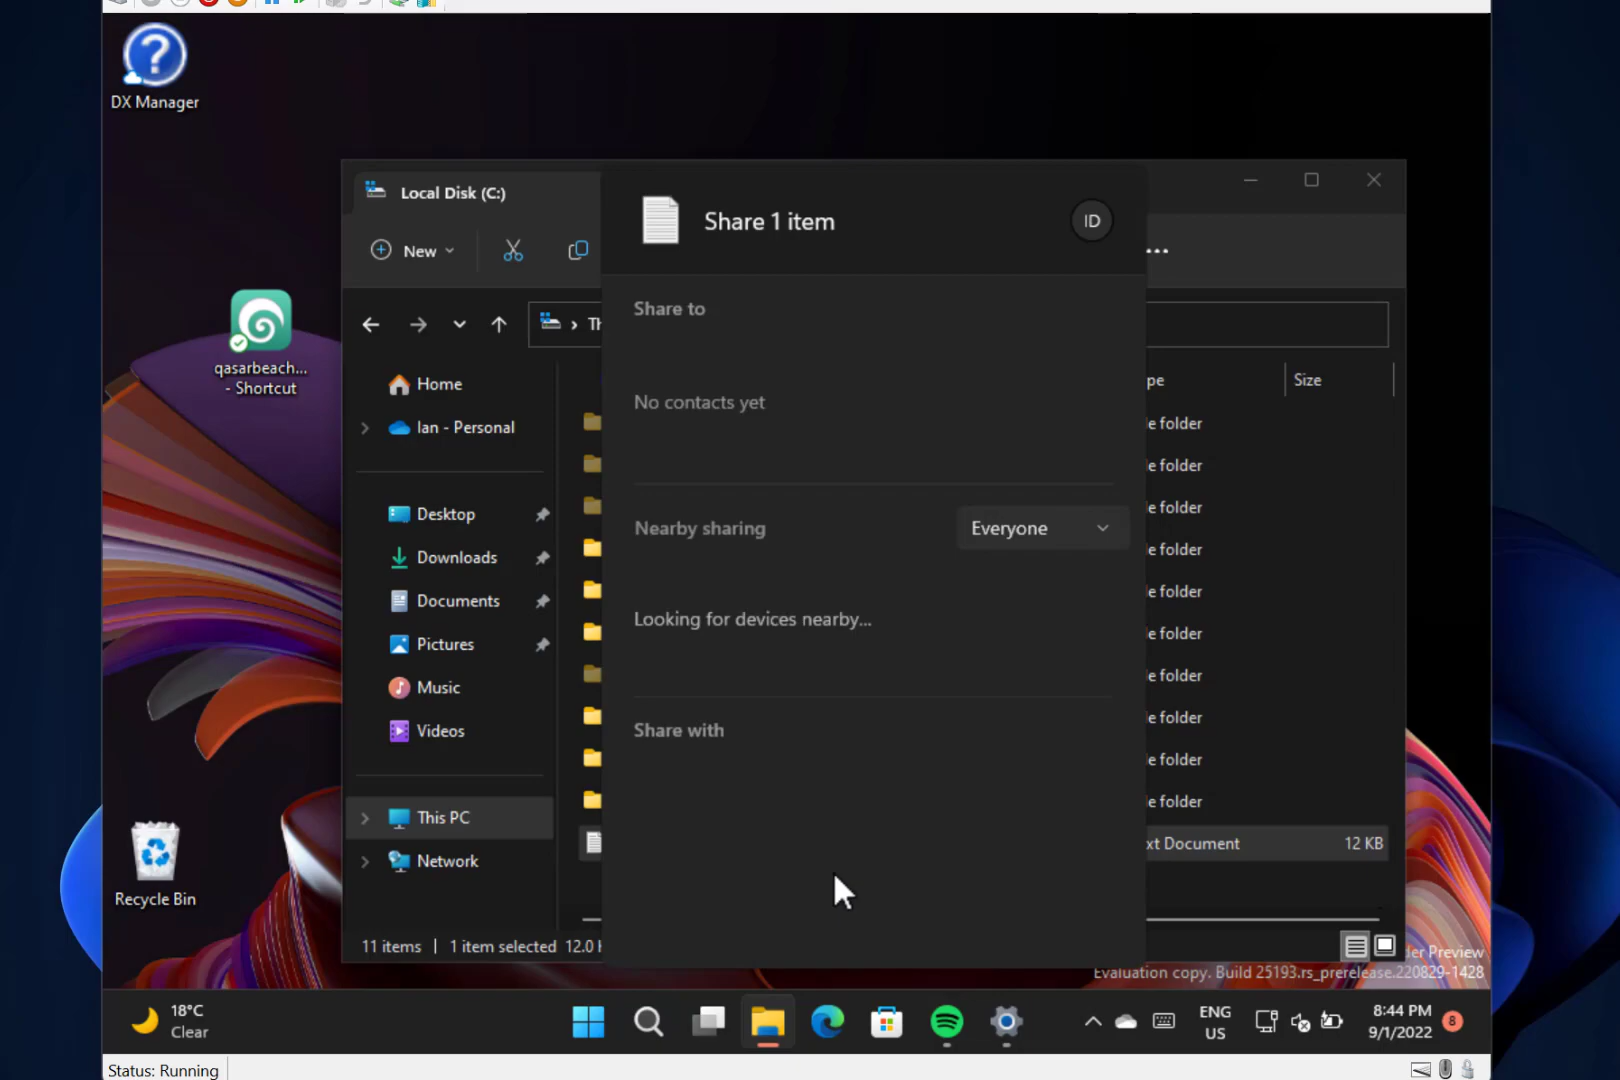 DX Manager
Local Disk (C:)
Share 1 item
ID
New
Share to
Home
Size
No contacts yet
Ian - Personal
e folder
e folder
e folder
e folder
e folder
e folder
e folder
e folder
e folder
e folder
qasarbeach...
- Shortcut
Desktop
Nearby sharing
Everyone
Downloads
Documents
Looking for devices nearby...
Pictures
Music
Videos
Share with
This PC
xt Document
12 KB
Network
Recycle Bin
11 items
1 item selected 12.0
der Preview
Evaluation copy. Build 25193.rs_prerelease.220829-1428
18°C
Clear
ENG
US
8:44 PM
9/1/2022
8
Status: Running